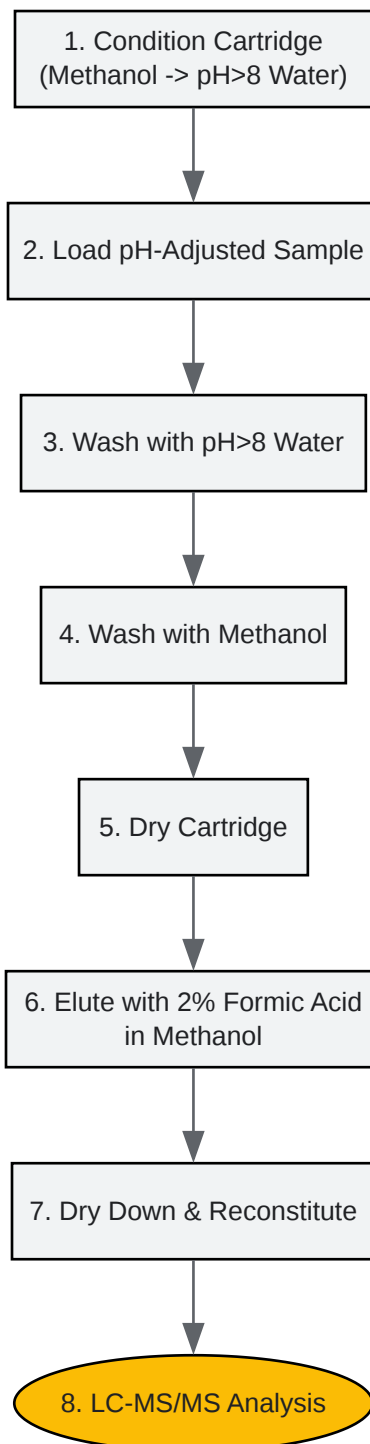 1. Condition Cartridge
(Methanol -> pH>8 Water)
2. Load pH-Adjusted Sample
3. Wash with pH>8 Water
4. Wash with Methanol
5. Dry Cartridge
6. Elute with 2% Formic Acid
in Methanol
7. Dry Down & Reconstitute
8. LC-MS/MS Analysis